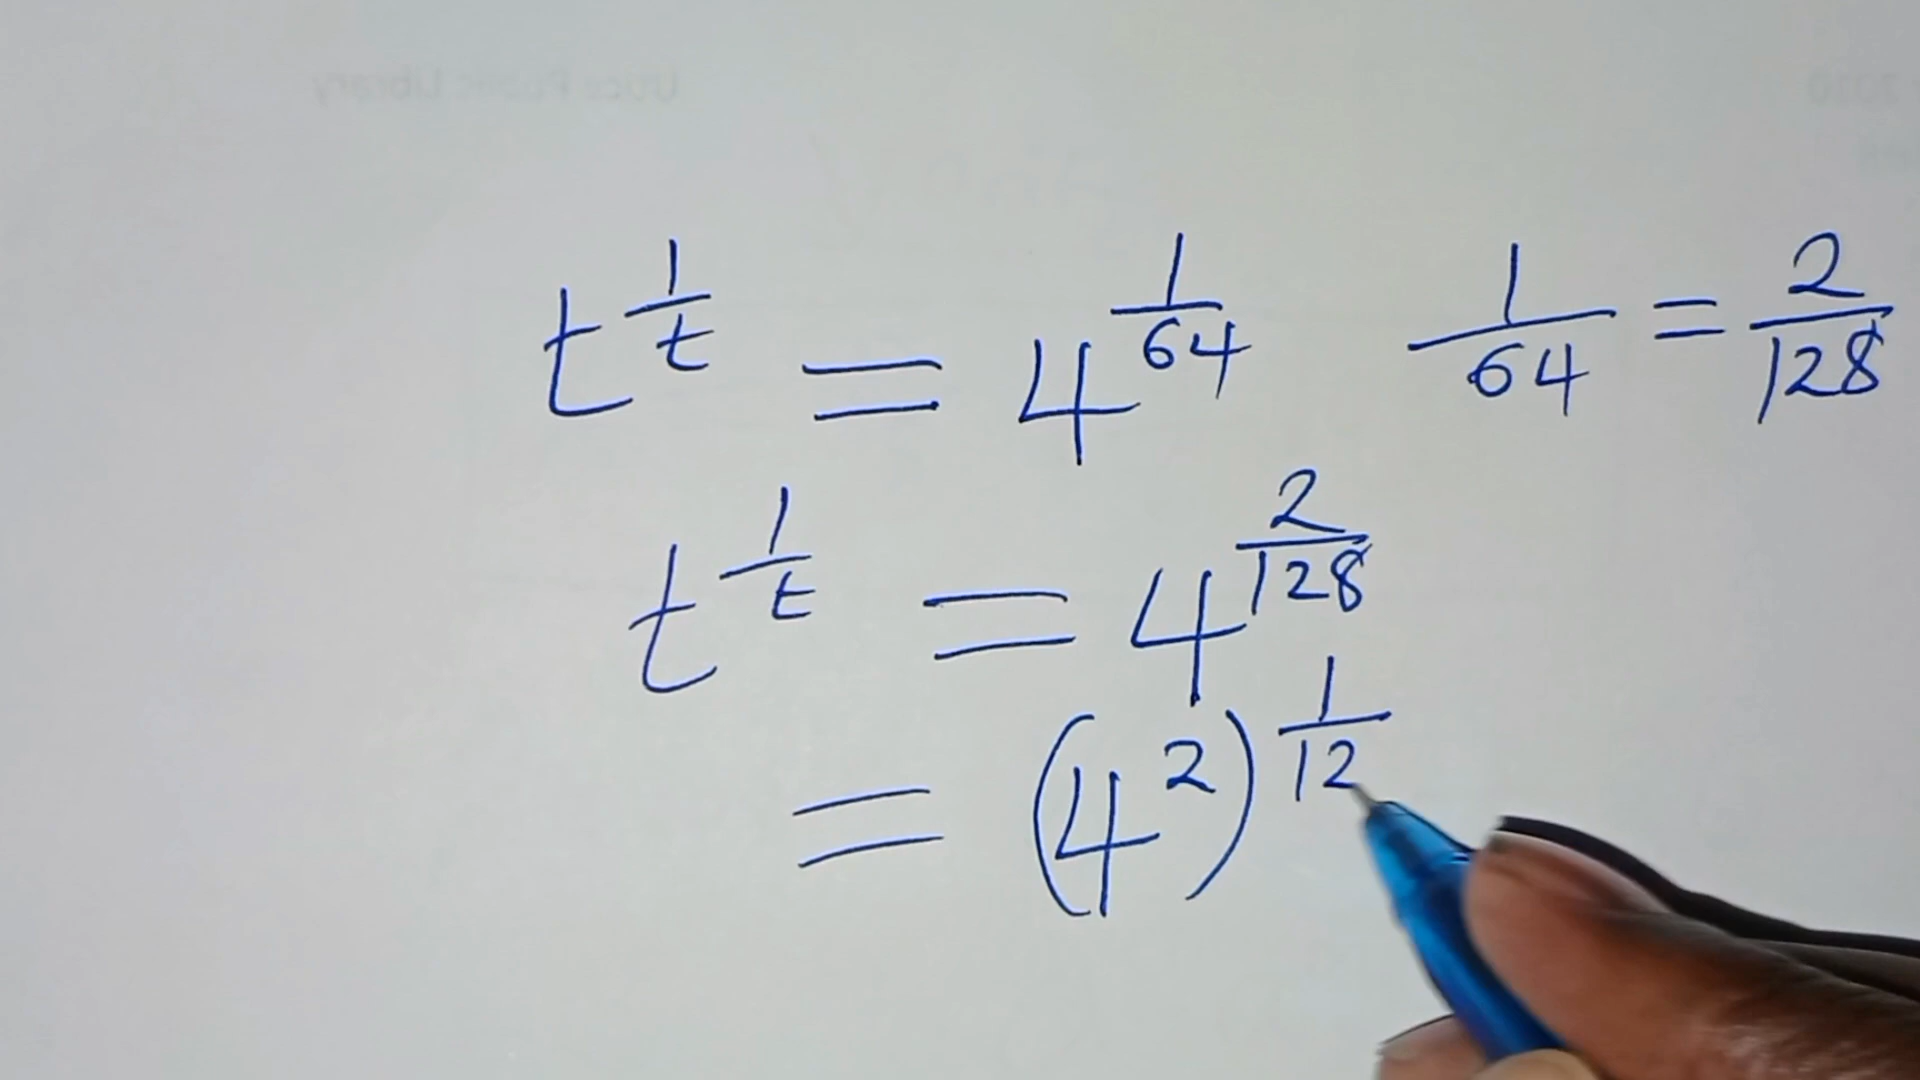 t^{1/t} = 4^{1/64}   1/64 = 2/128
t^{1/t} = 4^{2/128}
= (4^2)^{1/12}